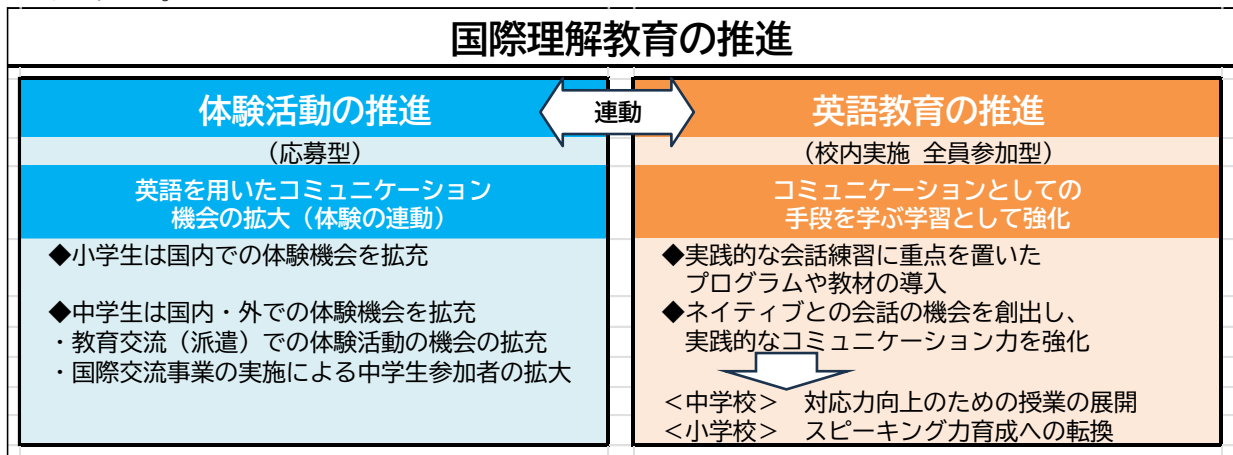 国際理解教育の推進
体験活動の推進
(応募型)
英語を用いたコミュニケーション
機会の拡大(体験の連動)
◆小学生は国内での体験機会を拡充
◆中学生は国内・外での体験機会を拡充
・教育交流(派遣)での体験活動の機会の拡充
・国際交流事業の実施による中学生参加者の拡大
連動
英語教育の推進
(校内実施 全員参加型)
コミュニケーションとしての
手段を学ぶ学習として強化
◆実践的な会話練習に重点を置いた
プログラムや教材の導入
◆ネイティブとの会話の機会を創出し、
実践的なコミュニケーション力を強化
<中学校> 対応力向上のための授業の展開
<小学校> スピーキング力育成への転換